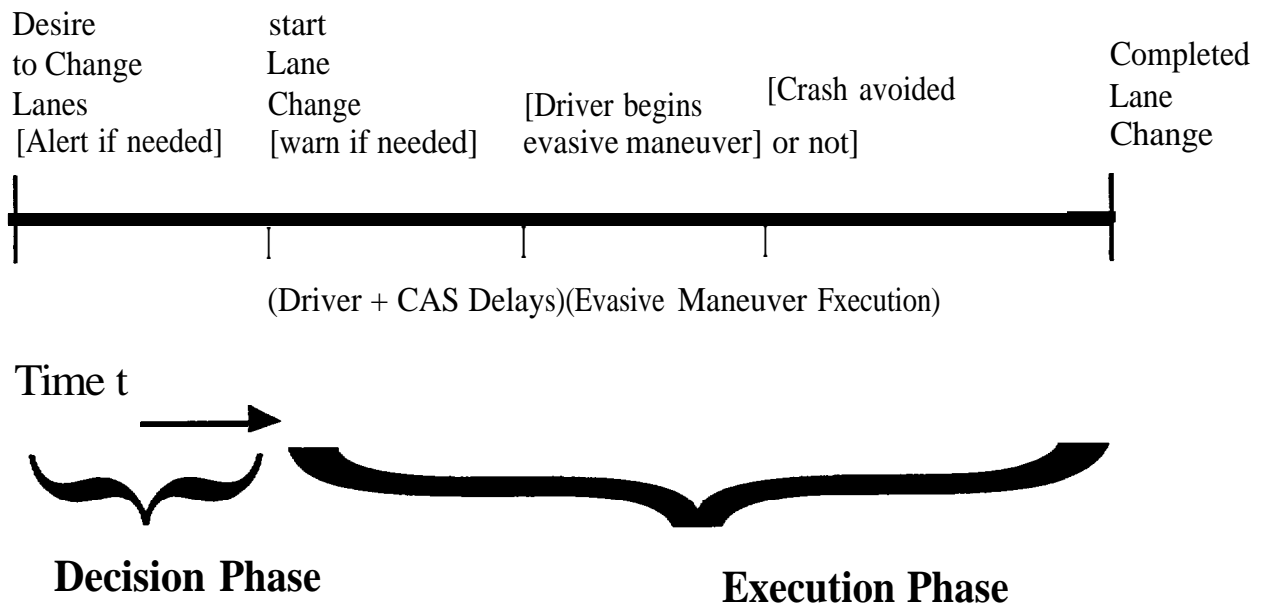 Desire
to Change
Lanes
[Alert if needed]
start
Lane
Change
[warn if needed]
[Driver begins
evasive maneuver]
[Crash avoided
or not]
Completed
Lane
Change
(Driver + CAS Delays)(Evasive Maneuver Fxecution)
Time t
Decision Phase
Execution Phase